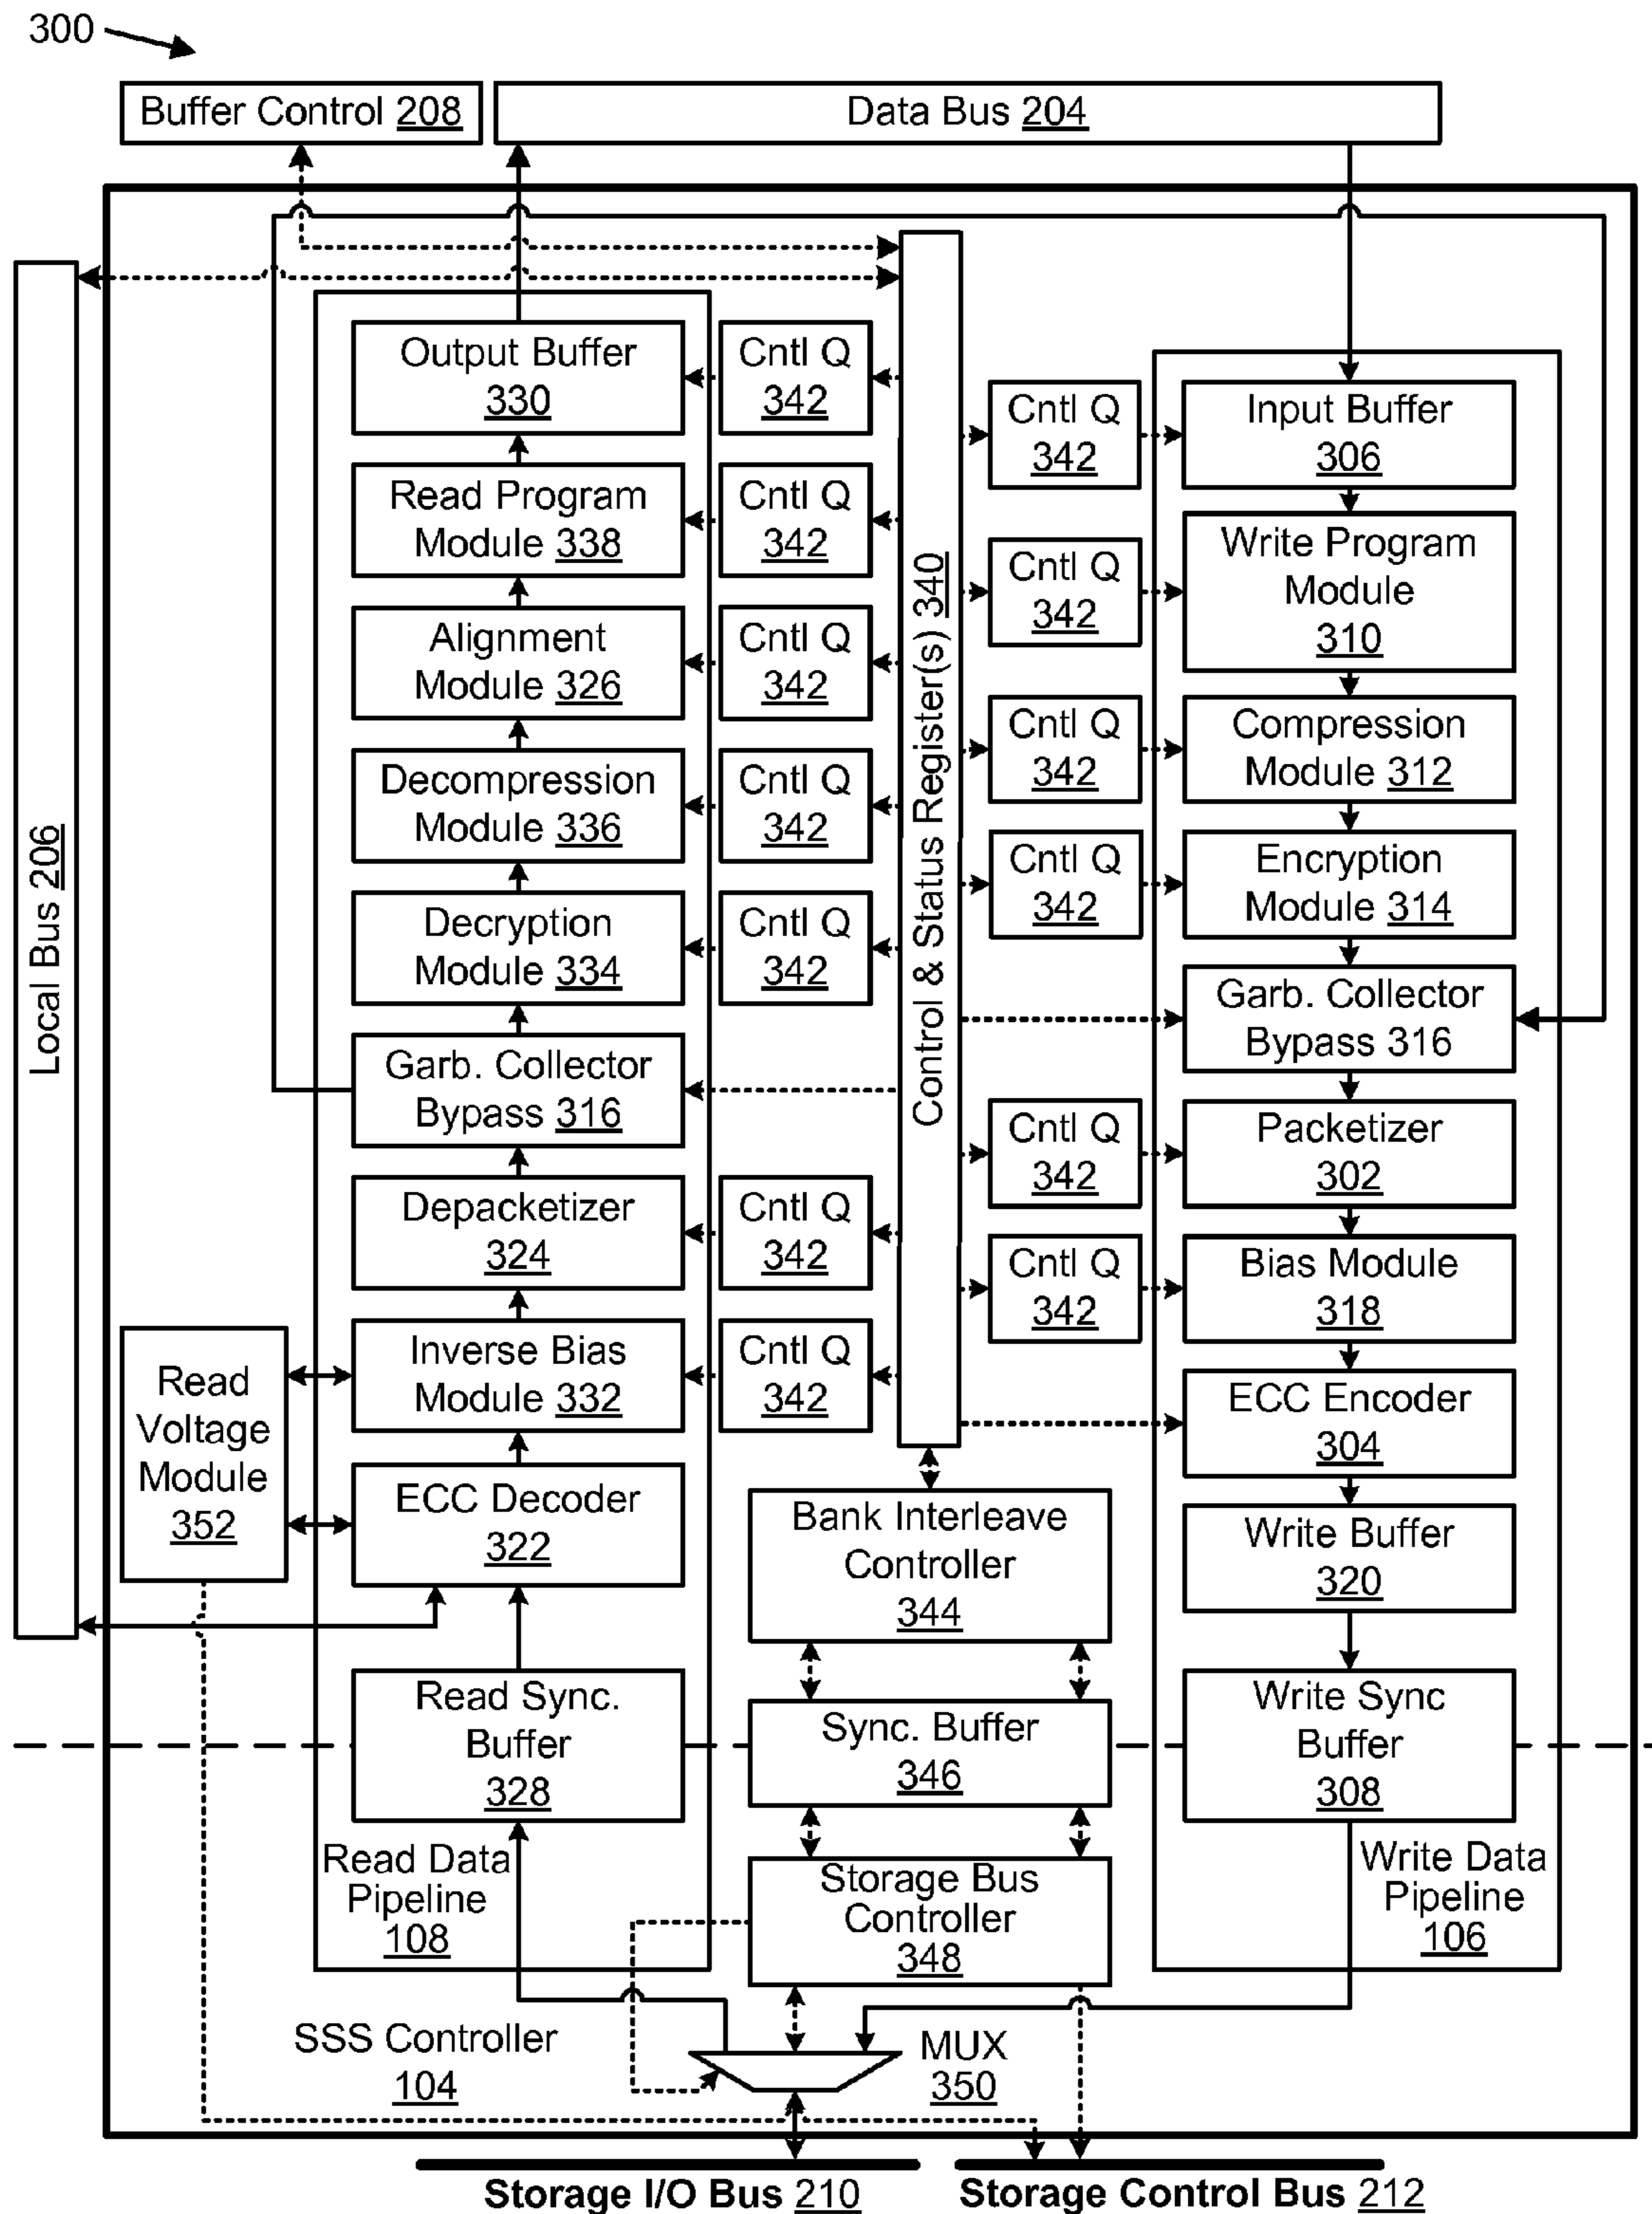 300
Buffer Control 208
Data Bus 204
Local Bus 206
Output Buffer
330
Cntl Q
342
Read Program
Module 338
Cntl Q
342
Alignment
Module 326
Cntl Q
342
Decompression
Module 336
Cntl Q
342
Decryption
Module 334
Cntl Q
342
Garb. Collector
Bypass 316
Depacketizer
324
Cntl Q
342
Inverse Bias
Module 332
Cntl Q
342
Read
Voltage
Module
352
ECC Decoder
322
Read Sync.
Buffer
328
Read Data
Pipeline
108
Control & Status Register(s) 340
Bank Interleave
Controller
344
Sync. Buffer
346
Storage Bus
Controller
348
Cntl Q
342
Input Buffer
306
Cntl Q
342
Write Program
Module
310
Cntl Q
342
Compression
Module 312
Cntl Q
342
Encryption
Module 314
Garb. Collector
Bypass 316
Cntl Q
342
Packetizer
302
Cntl Q
342
Bias Module
318
ECC Encoder
304
Write Buffer
320
Write Sync
Buffer
308
Write Data
Pipeline
106
SSS Controller
104
MUX
350
Storage I/O Bus 210
Storage Control Bus 212